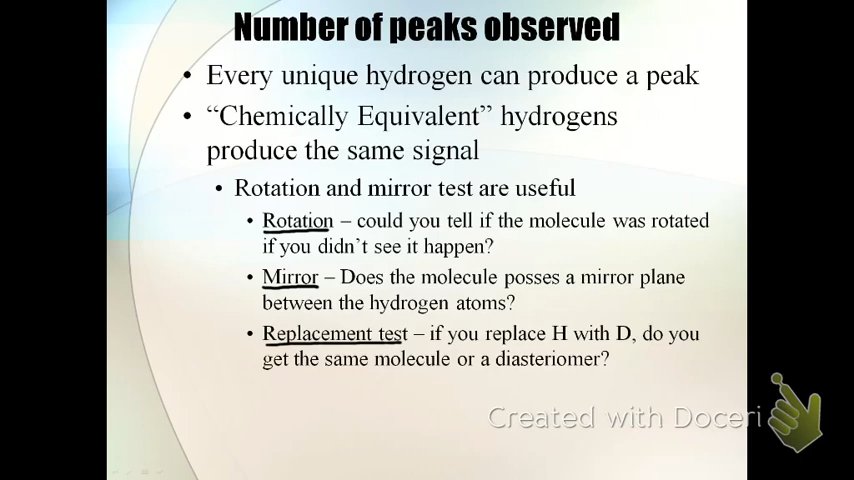 Number of peaks observed
• Every unique hydrogen can produce a peak
• “Chemically Equivalent” hydrogens
produce the same signal
• Rotation and mirror test are useful
• Rotation – could you tell if the molecule was rotated
if you didn’t see it happen?
• Mirror – Does the molecule posses a mirror plane
between the hydrogen atoms?
• Replacement test – if you replace H with D, do you
get the same molecule or a diasteriomer?
Created with Doceri